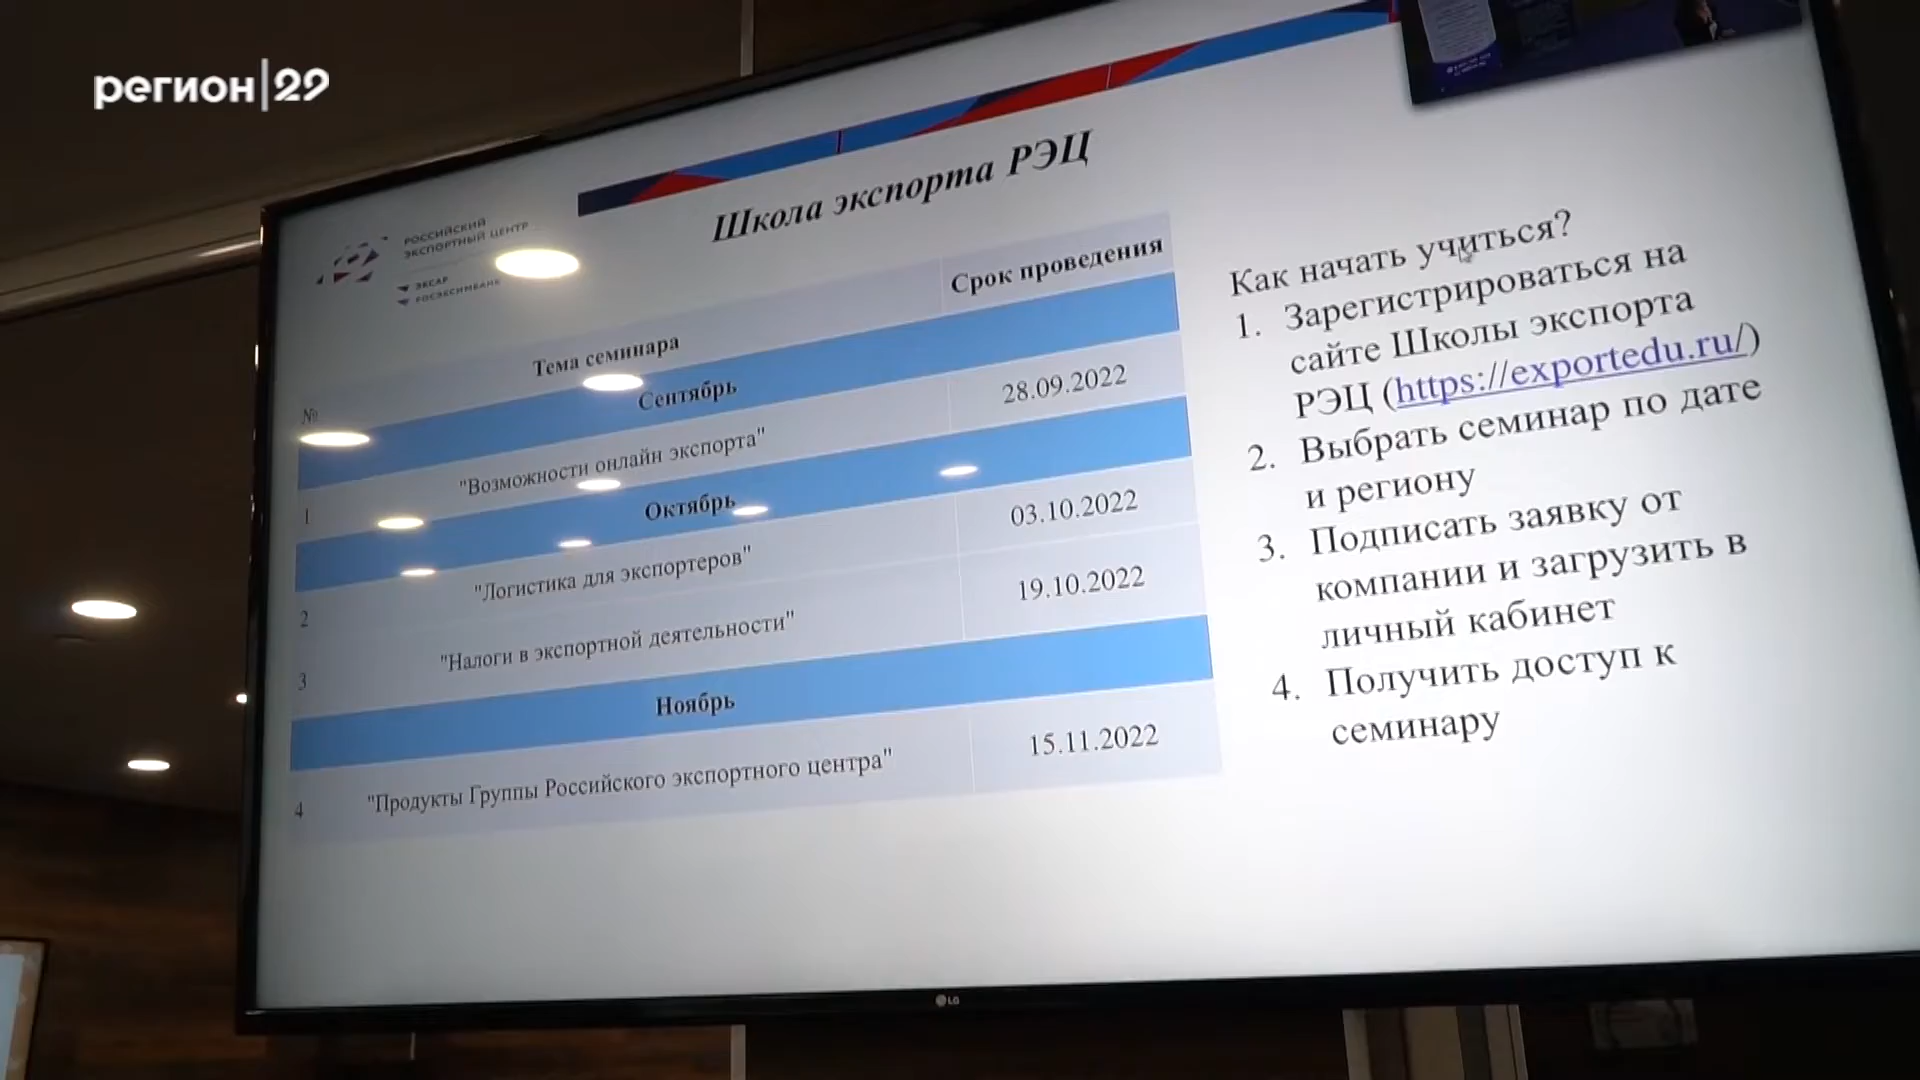 регион|29
РОССИЙСКИЙ
ЭКСПОРТНЫЙ ЦЕНТР
ЭКСАР
РОСЭКСИМБАНК
Школа экспорта РЭЦ
№ Тема семинара Срок проведения
Сентябрь
1 "Возможности онлайн экспорта" 28.09.2022
Октябрь
2 "Логистика для экспортеров" 03.10.2022
3 "Налоги в экспортной деятельности" 19.10.2022
Ноябрь
4 "Продукты Группы Российского экспортного центра" 15.11.2022
Как начать учиться?
1. Зарегистрироваться на
сайте Школы экспорта
РЭЦ (https://exportedu.ru/)
2. Выбрать семинар по дате
и региону
3. Подписать заявку от
компании и загрузить в
личный кабинет
4. Получить доступ к
семинару
LG